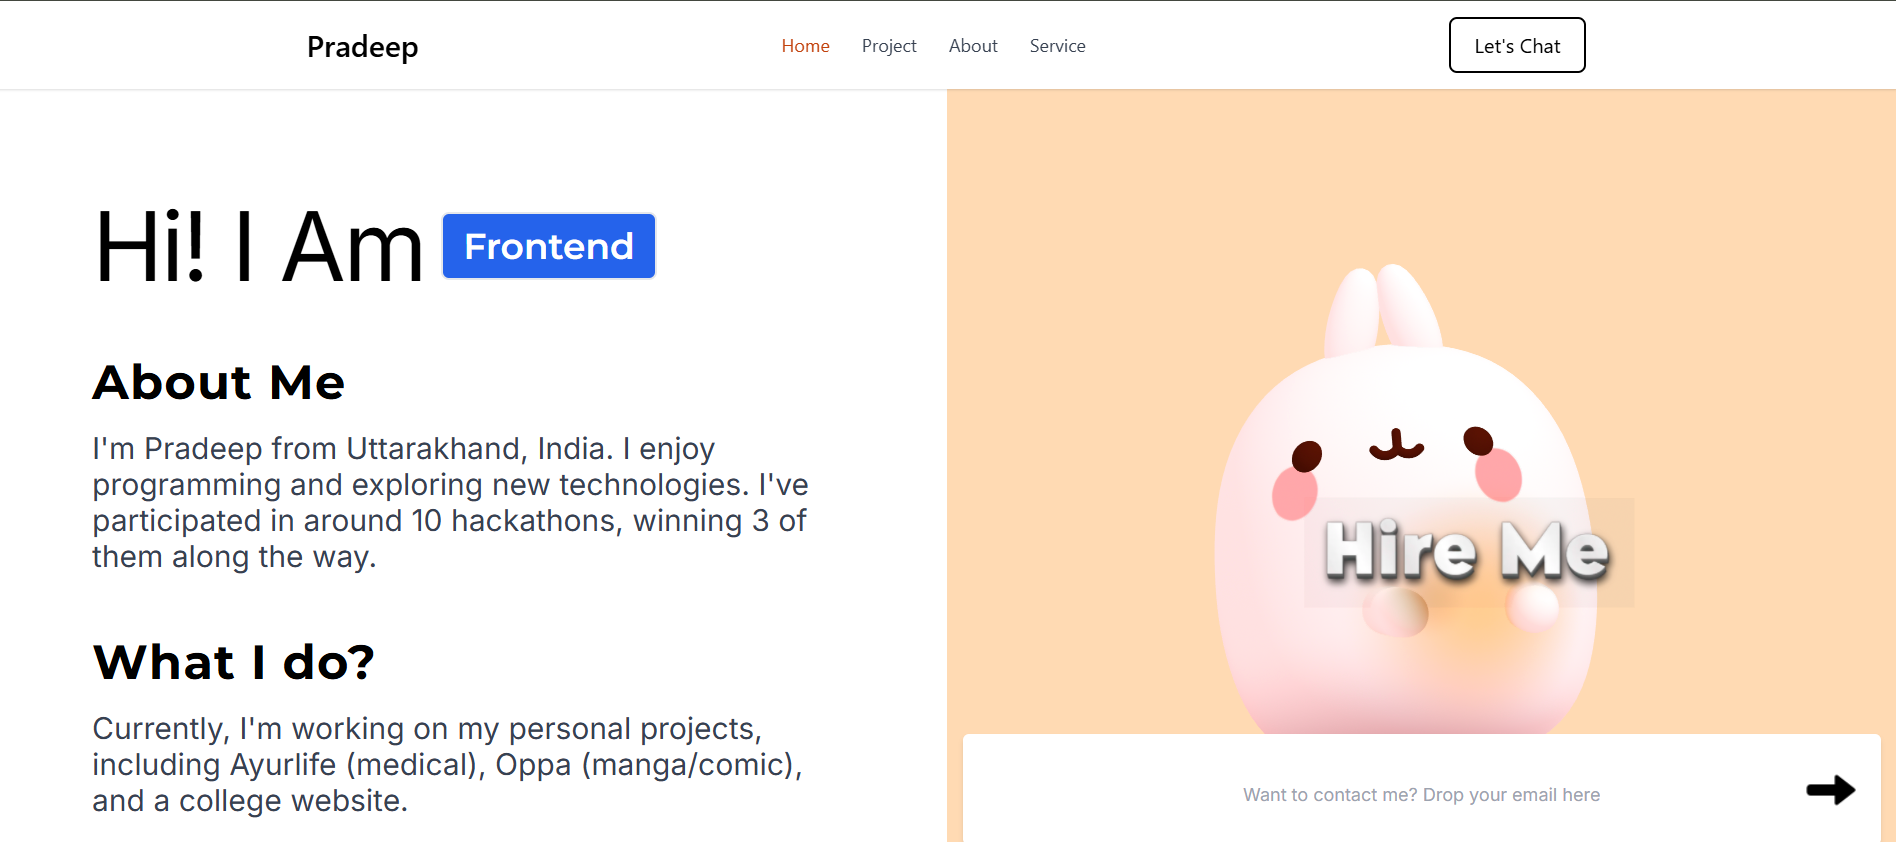 Pradeep
Home Project About Service
Let's Chat
Hi! I Am Frontend
About Me
I'm Pradeep from Uttarakhand, India. I enjoy
programming and exploring new technologies. I've
participated in around 10 hackathons, winning 3 of
them along the way.
What I do?
Currently, I'm working on my personal projects,
including Ayurlife (medical), Oppa (manga/comic),
and a college website.
Hire Me
Want to contact me? Drop your email here